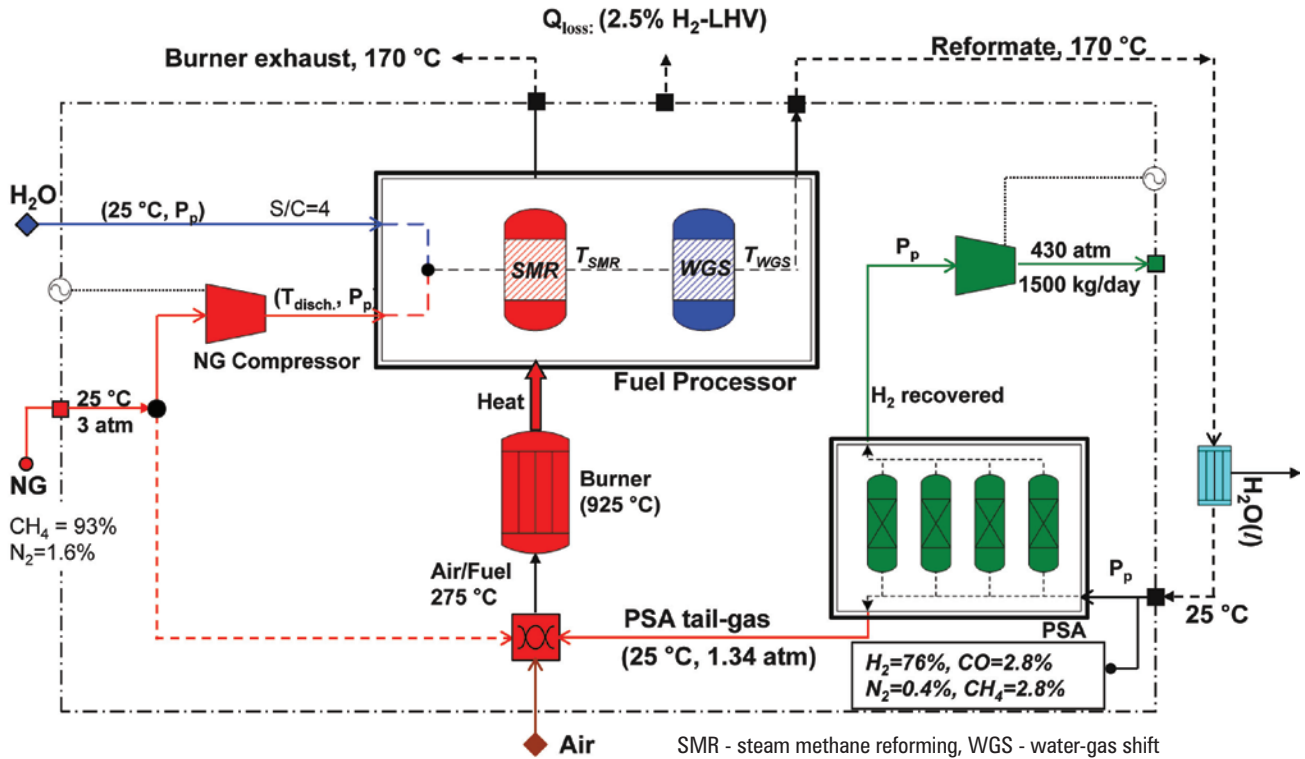 Q_loss: (2.5% H₂-LHV)
Burner exhaust, 170 °C
Reformate, 170 °C
H₂O
(25 °C, Pₚ)
S/C=4
SMR
T_SMR
WGS
T_WGS
Pₚ
430 atm
1500 kg/day
(T_disch., Pₚ)
NG Compressor
Fuel Processor
25 °C
3 atm
Heat
H₂ recovered
NG
CH₄ = 93%
N₂=1.6%
Burner
(925 °C)
H₂O(l)
Air/Fuel
275 °C
Pₚ
25 °C
PSA tail-gas
(25 °C, 1.34 atm)
PSA
H₂=76%, CO=2.8%
N₂=0.4%, CH₄=2.8%
Air
SMR - steam methane reforming, WGS - water-gas shift